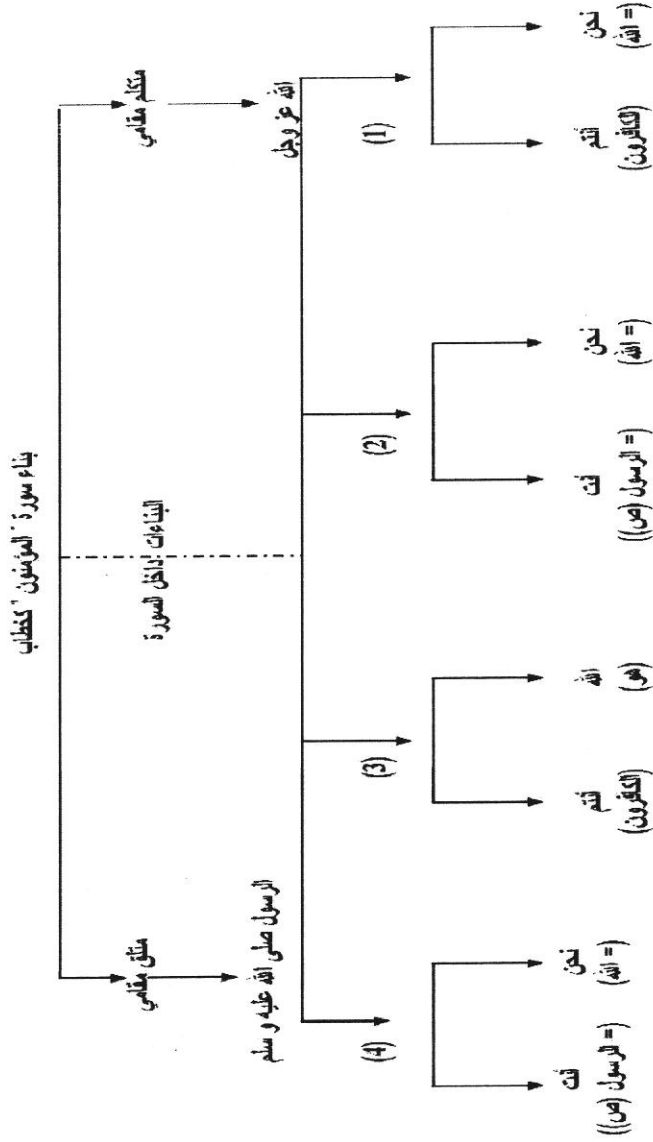 بناء سورة "المؤمنون" كخطاب
متكلم مقامي
متلق مقامي
البناءات داخل السورة
الله عز وجل
الرسول صلى الله عليه و سلم
(1)
(2)
(3)
(4)
نحن
(= الله)
أنتم
(الكافرون)
نحن
(= الله)
أنت
(= الرسول (ص))
الله
(هو)
أنتم
(الكافرون)
نحن
(= الله)
أنت
(= الرسول (ص))